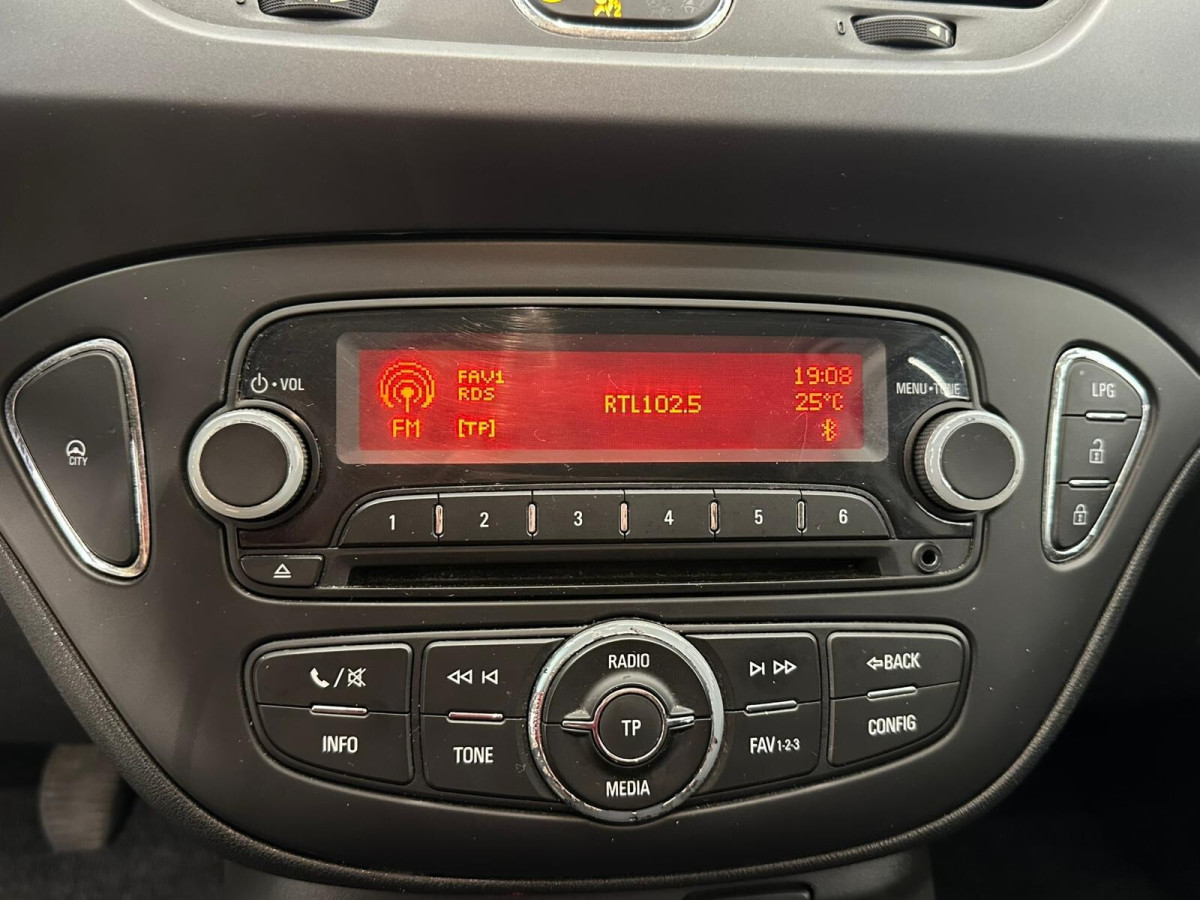 VOL
MENU•TONE
FAV1
RDS
FM
[TP]
RTL102.5
19:08
25°C
CITY
LPG
1 2 3 4 5 6
RADIO
BACK
INFO
TONE
TP
FAV1-2-3
CONFIG
MEDIA